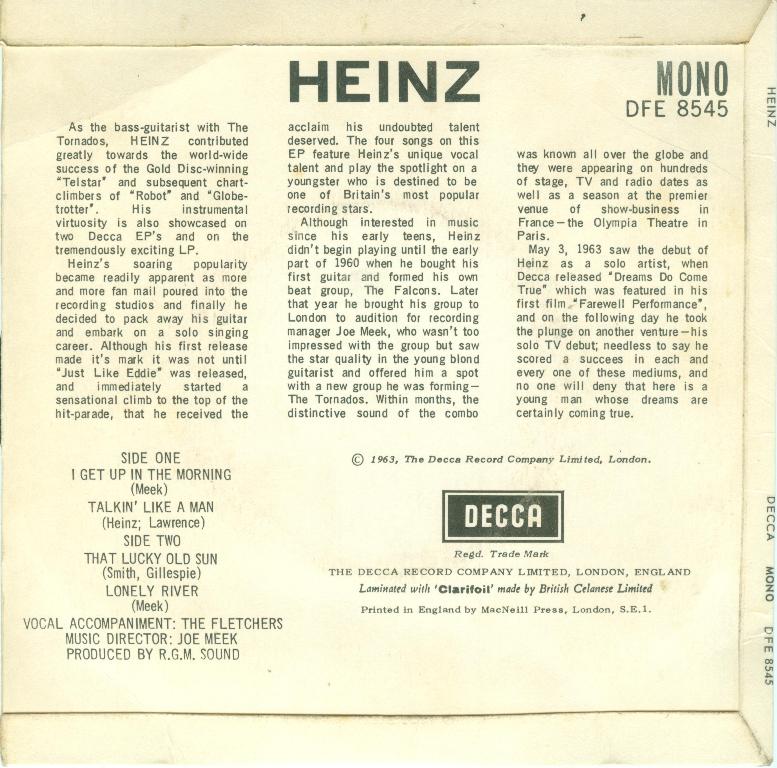 HEINZ
MONO
DFE 8545
As the bass-guitarist with The
Tornados, HEINZ contributed
greatly towards the world-wide
success of the Gold Disc-winning
"Telstar" and subsequent chart-
climbers of "Robot" and "Globe-
trotter". His instrumental
virtuosity is also showcased on
two Decca EP's and on the
tremendously exciting LP.
Heinz's soaring popularity
became readily apparent as more
and more fan mail poured into the
recording studios and finally he
decided to pack away his guitar
and embark on a solo singing
career. Although his first release
made it's mark it was not until
"Just Like Eddie" was released,
and immediately started a
sensational climb to the top of the
hit-parade, that he received the
acclaim his undoubted talent
deserved. The four songs on this
EP feature Heinz's unique vocal
talent and play the spotlight on a
youngster who is destined to be
one of Britain's most popular
recording stars.
Although interested in music
since his early teens, Heinz
didn't begin playing until the early
part of 1960 when he bought his
first guitar and formed his own
beat group, The Falcons. Later
that year he brought his group to
London to audition for recording
manager Joe Meek, who wasn't too
impressed with the group but saw
the star quality in the young blond
guitarist and offered him a spot
with a new group he was forming—
The Tornados. Within months, the
distinctive sound of the combo
was known all over the globe and
they were appearing on hundreds
of stage, TV and radio dates as
well as a season at the premier
venue of show-business in
France—the Olympia Theatre in
Paris.
May 3, 1963 saw the debut of
Heinz as a solo artist, when
Decca released "Dreams Do Come
True" which was featured in his
first film "Farewell Performance",
and on the following day he took
the plunge on another venture—his
solo TV debut; needless to say he
scored a succees in each and
every one of these mediums, and
no one will deny that here is a
young man whose dreams are
certainly coming true.
SIDE ONE
I GET UP IN THE MORNING
(Meek)
TALKIN' LIKE A MAN
(Heinz; Lawrence)
SIDE TWO
THAT LUCKY OLD SUN
(Smith, Gillespie)
LONELY RIVER
(Meek)
VOCAL ACCOMPANIMENT: THE FLETCHERS
MUSIC DIRECTOR: JOE MEEK
PRODUCED BY R.G.M. SOUND
© 1963, The Decca Record Company Limited, London.
DECCA
Regd. Trade Mark
THE DECCA RECORD COMPANY LIMITED, LONDON, ENGLAND
Laminated with 'Clarifoil' made by British Celanese Limited
Printed in England by MacNeill Press, London, S.E.1.
HEINZ
DECCA MONO DFE 8545